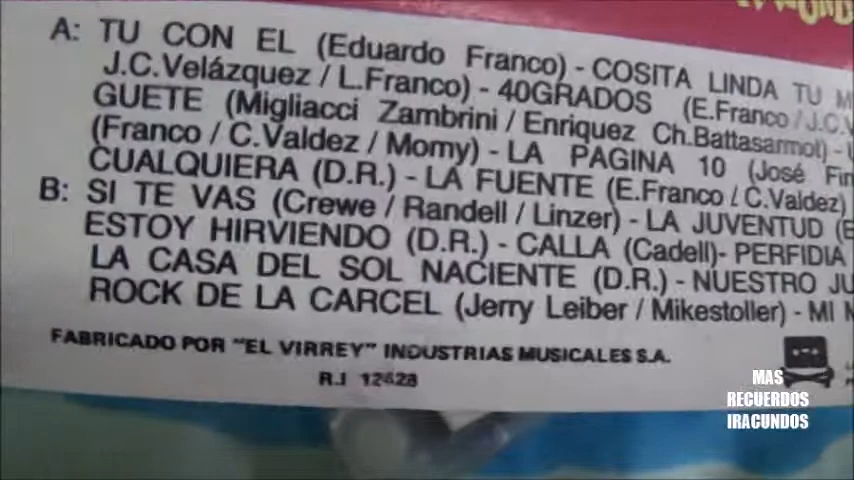 A: TU CON EL (Eduardo Franco) - COSITA LINDA TU M
J.C.Velázquez / L.Franco) - 40GRADOS (E.Franco / J.C.V
GUETE (Migliacci Zambrini / Enriquez Ch.Battasarmol) -
(Franco / C.Valdez / Momy) - LA PAGINA 10 (José Fin
CUALQUIERA (D.R.) - LA FUENTE (E.Franco / C.Valdez)
B: SI TE VAS (Crewe / Randell / Linzer) - LA JUVENTUD (E
ESTOY HIRVIENDO (D.R.) - CALLA (Cadell)- PERFIDIA
LA CASA DEL SOL NACIENTE (D.R.) - NUESTRO JU
ROCK DE LA CARCEL (Jerry Leiber / Mikestoller) - MI
FABRICADO POR "EL VIRREY" INDUSTRIAS MUSICALES S.A.
R.I 12628
MAS
RECUERDOS
IRACUNDOS